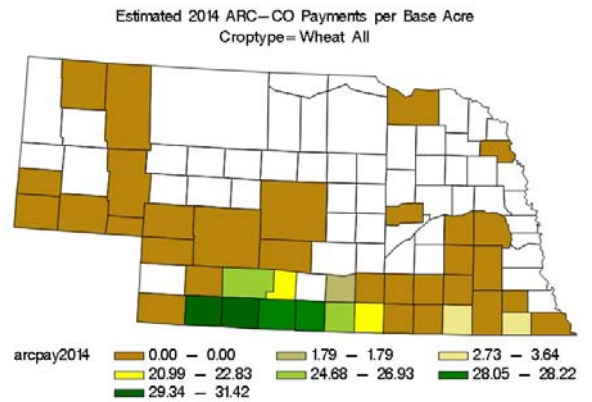 Estimated 2014 ARC-CO Payments per Base Acre
Croptype= Wheat All
arcpay2014 0.00 - 0.00 1.79 - 1.79 2.73 - 3.64
20.99 - 22.83 24.68 - 26.93 28.05 - 28.22
29.34 - 31.42